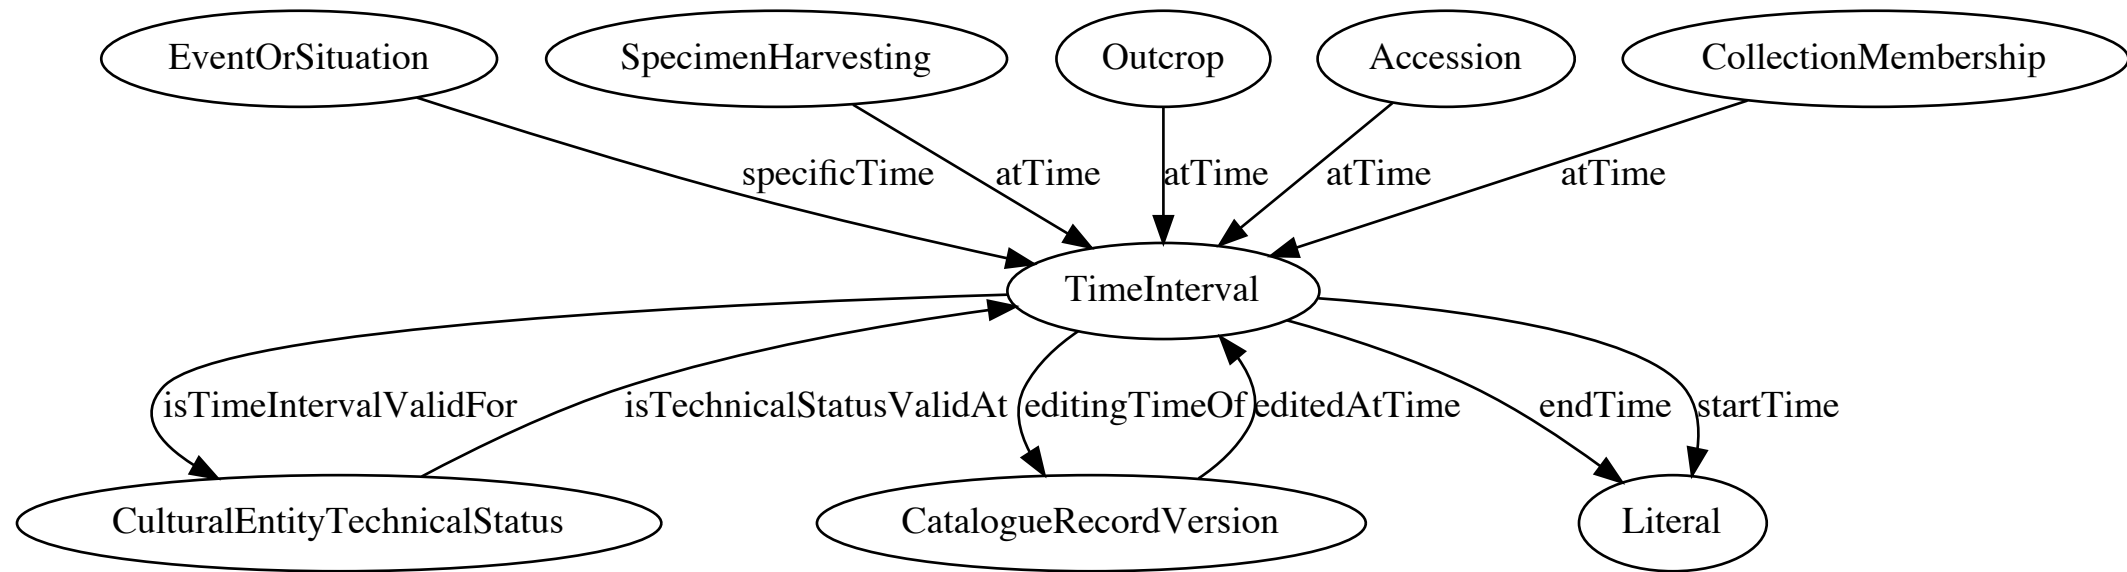 EventOrSituation
SpecimenHarvesting
Outcrop
Accession
CollectionMembership
specificTime
atTime
atTime
atTime
atTime
TimeInterval
isTimeIntervalValidFor
isTechnicalStatusValidAt
editingTimeOf
editedAtTime
endTime
startTime
CulturalEntityTechnicalStatus
CatalogueRecordVersion
Literal